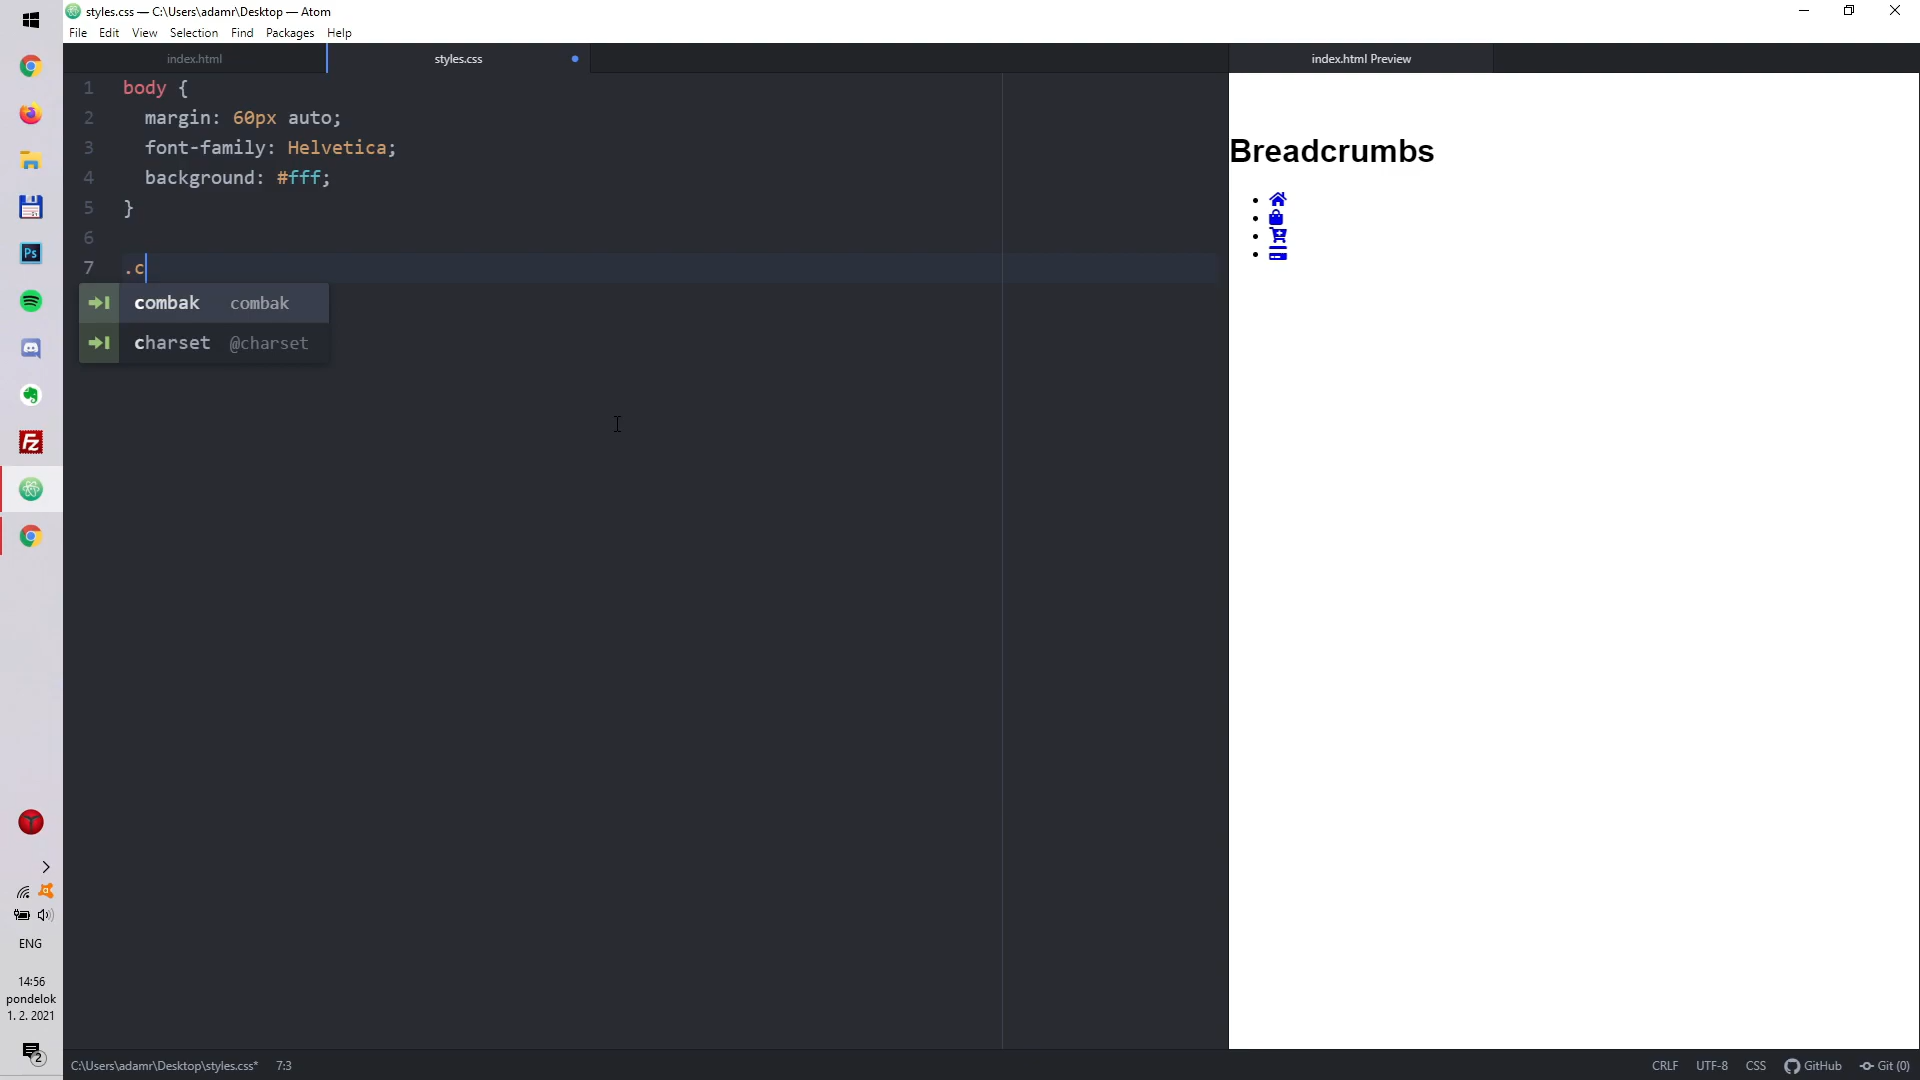 styles.css — C:\Users\adamr\Desktop — Atom
File Edit View Selection Find Packages Help
index.html styles.css index.html Preview
1 body {
2 margin: 60px auto;
3 font-family: Helvetica;
4 background: #fff;
5 }
6
7 .c
combak combak
charset @charset
Breadcrumbs
Ps
Fz
ENG
14:56
pondelok
1. 2. 2021
2
C:\Users\adamr\Desktop\styles.css* 7:3
CRLF UTF-8 CSS GitHub Git (0)